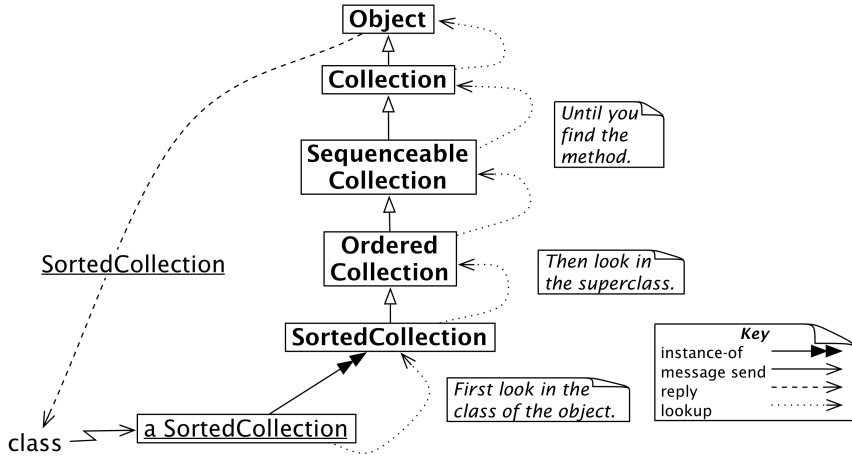 Object
Collection
Until you
find the
method.
Sequenceable
Collection
Ordered
Collection
SortedCollection
Then look in
the superclass.
SortedCollection
Key
instance-of
message send
reply
lookup
First look in the
class of the object.
a SortedCollection
class